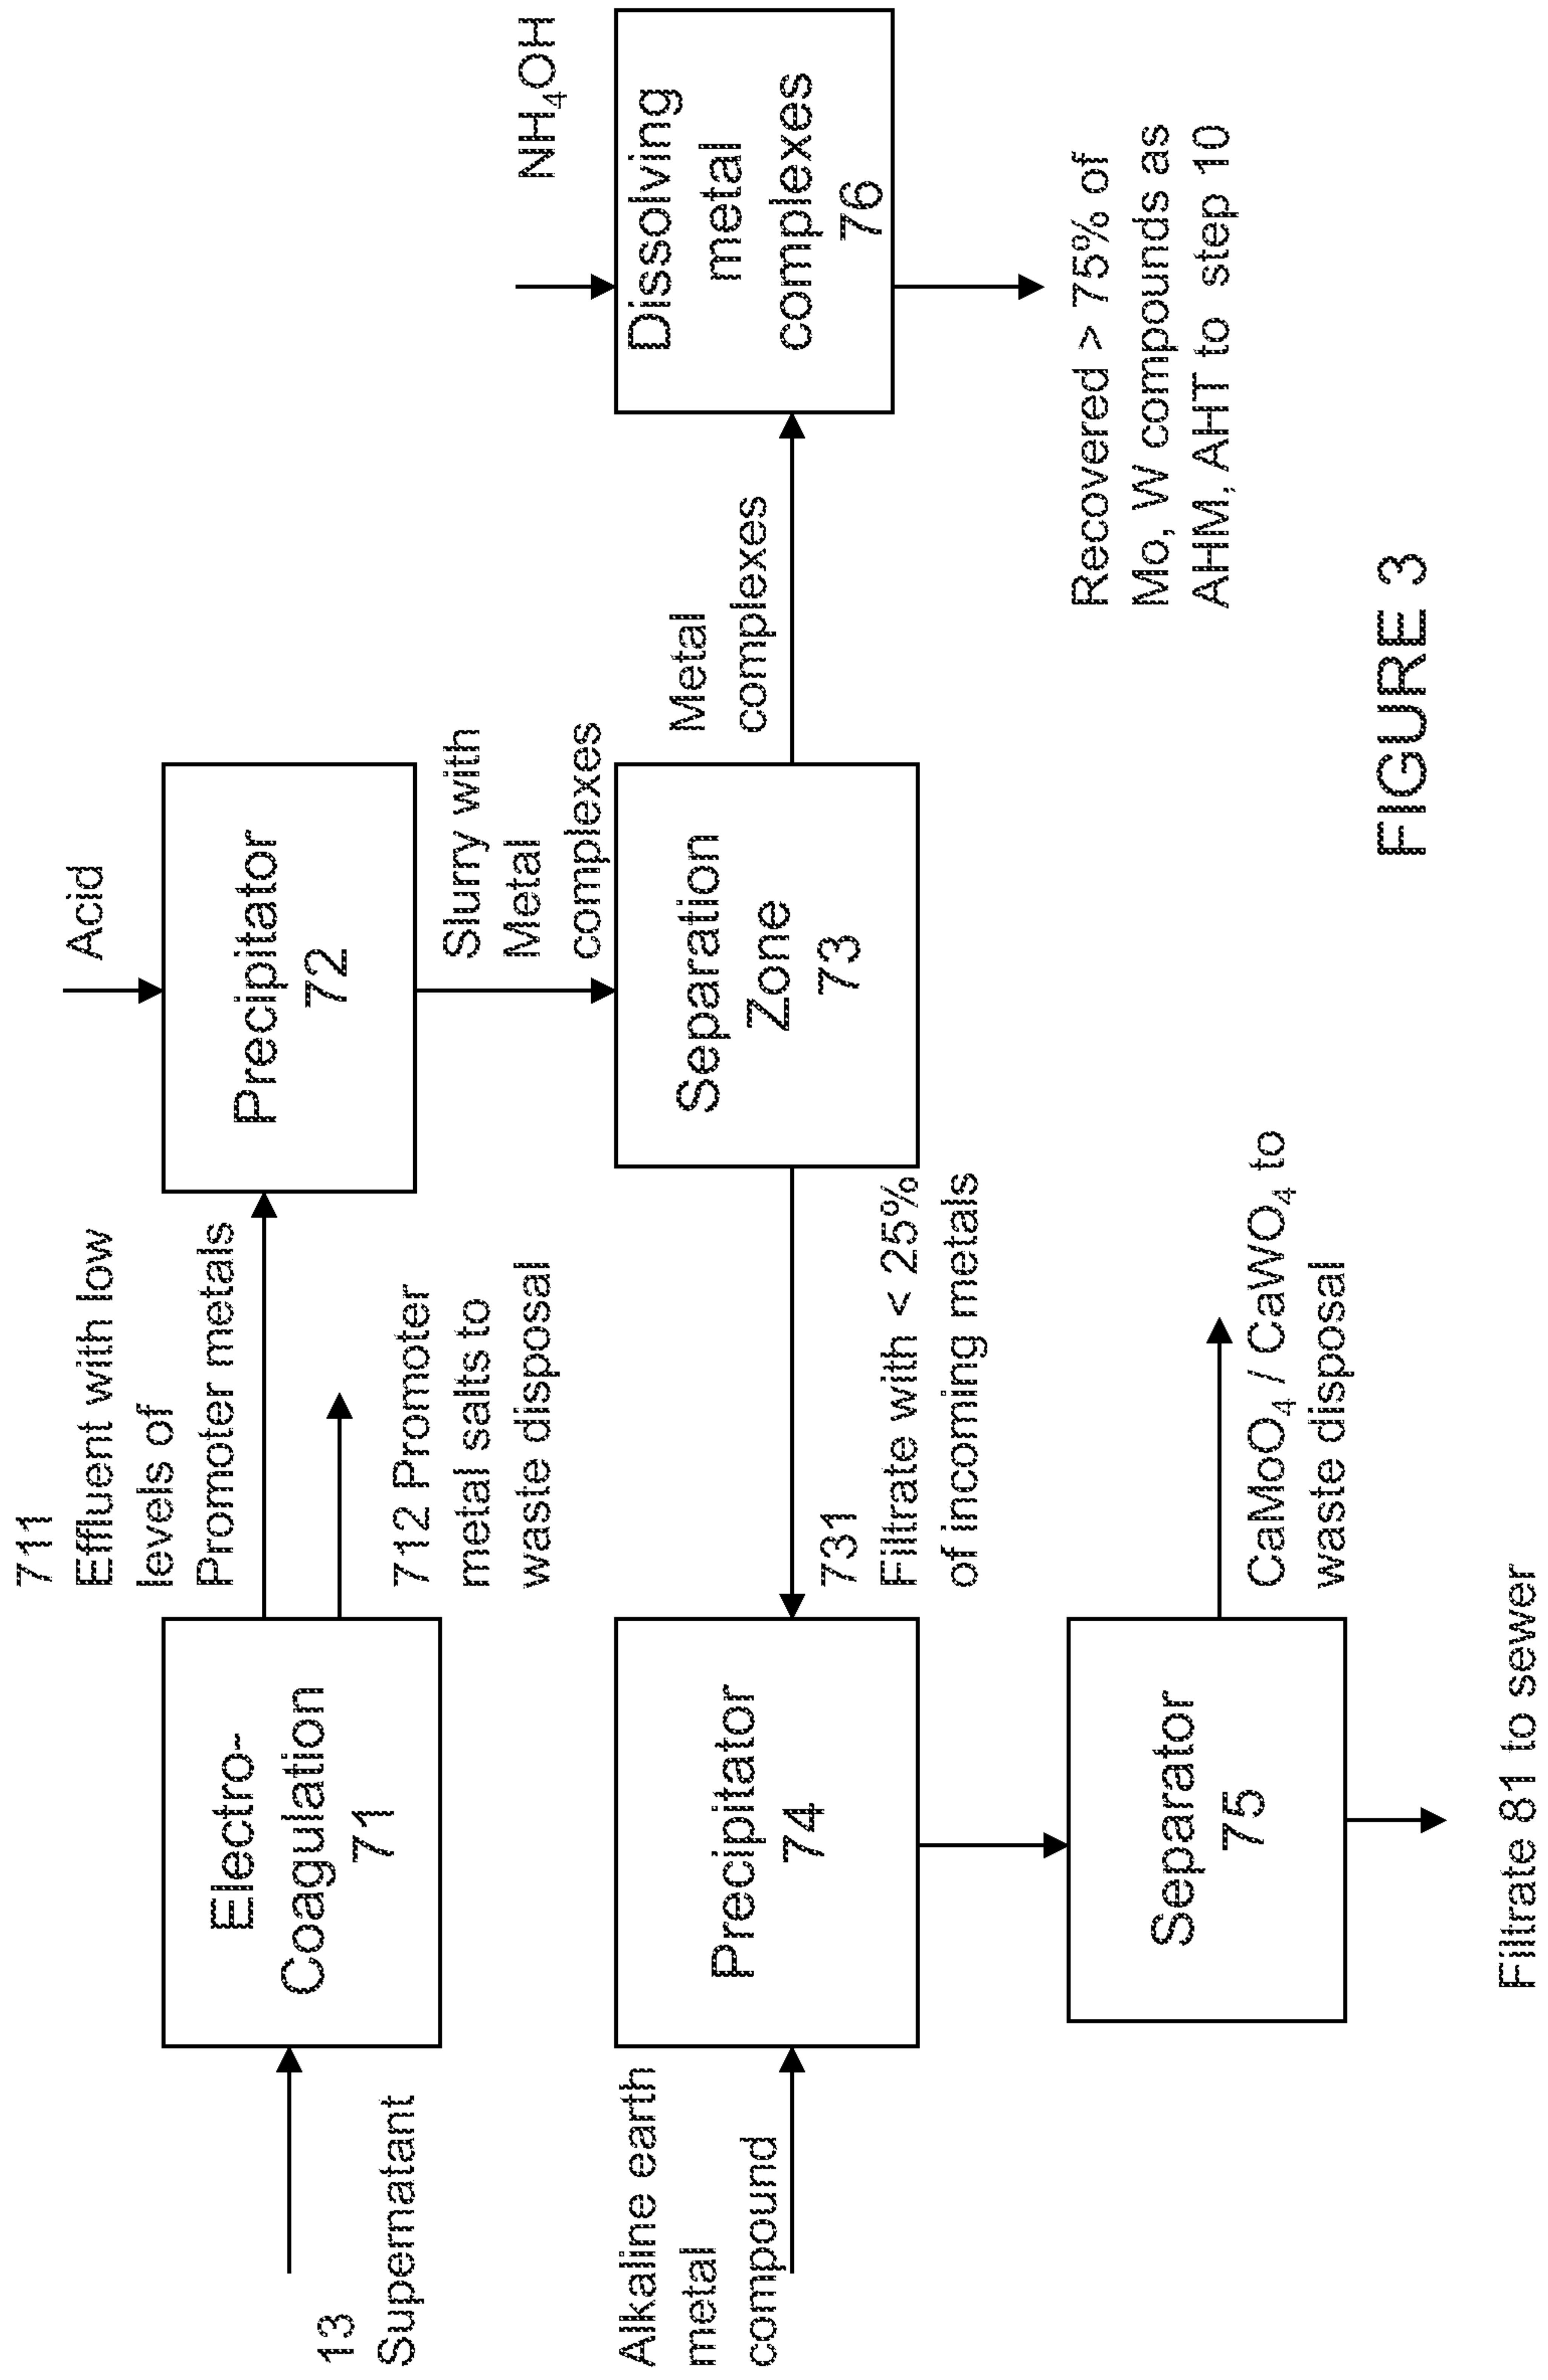 711
Effluent with low
levels of
Promoter metals
Acid
13
Supernatant
Electro-
Coagulation
71
712 Promoter
metal salts to
waste disposal
Precipitator
72
Slurry with
Metal
complexes
Alkaline earth
metal
compound
Precipitator
74
731
Filtrate with < 25%
of incoming metals
Separation
Zone
73
Metal
complexes
NH₄OH
Dissolving
metal
complexes
76
Recovered > 75% of
Mo, W compounds as
AHM, AHT to step 10
Separator
75
CaMoO₄ / CaWO₄ to
waste disposal
Filtrate 81 to sewer
FIGURE 3